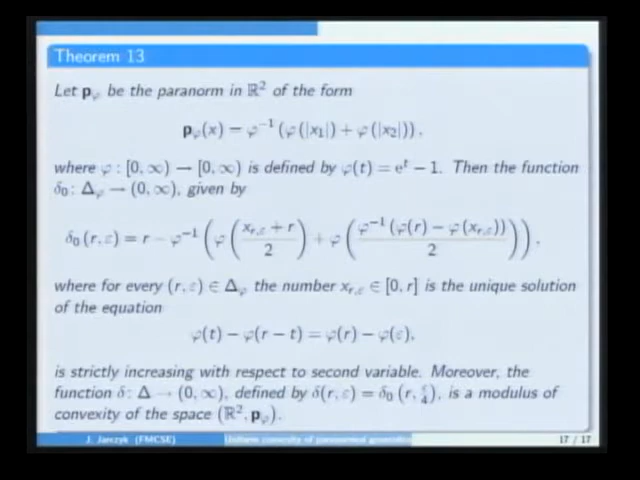 Theorem 13
Let p_φ be the paranorm in ℝ² of the form
p_φ(x) = φ⁻¹ (φ(|x₁|) + φ(|x₂|)),
where φ : [0, ∞) → [0, ∞) is defined by φ(t) = eᵗ − 1. Then the function
δ₀ : Δ_φ → (0, ∞), given by
δ₀ (r, ε) = r − φ⁻¹ ( φ ( (x_{r,ε} + r) / 2 ) + φ ( φ⁻¹ (φ(r) − φ(x_{r,ε})) / 2 ) ) ,
where for every (r, ε) ∈ Δ_φ the number x_{r,ε} ∈ [0, r] is the unique solution
of the equation
φ(t) − φ(r − t) = φ(r) − φ(ε),
is strictly increasing with respect to second variable. Moreover, the
function δ : Δ → (0, ∞), defined by δ(r, ε) = δ₀ (r, ε/4), is a modulus of
convexity of the space (ℝ², p_φ).
J. Jarczyk (FMCSE) Uniform convexity of paranormed 17 / 17